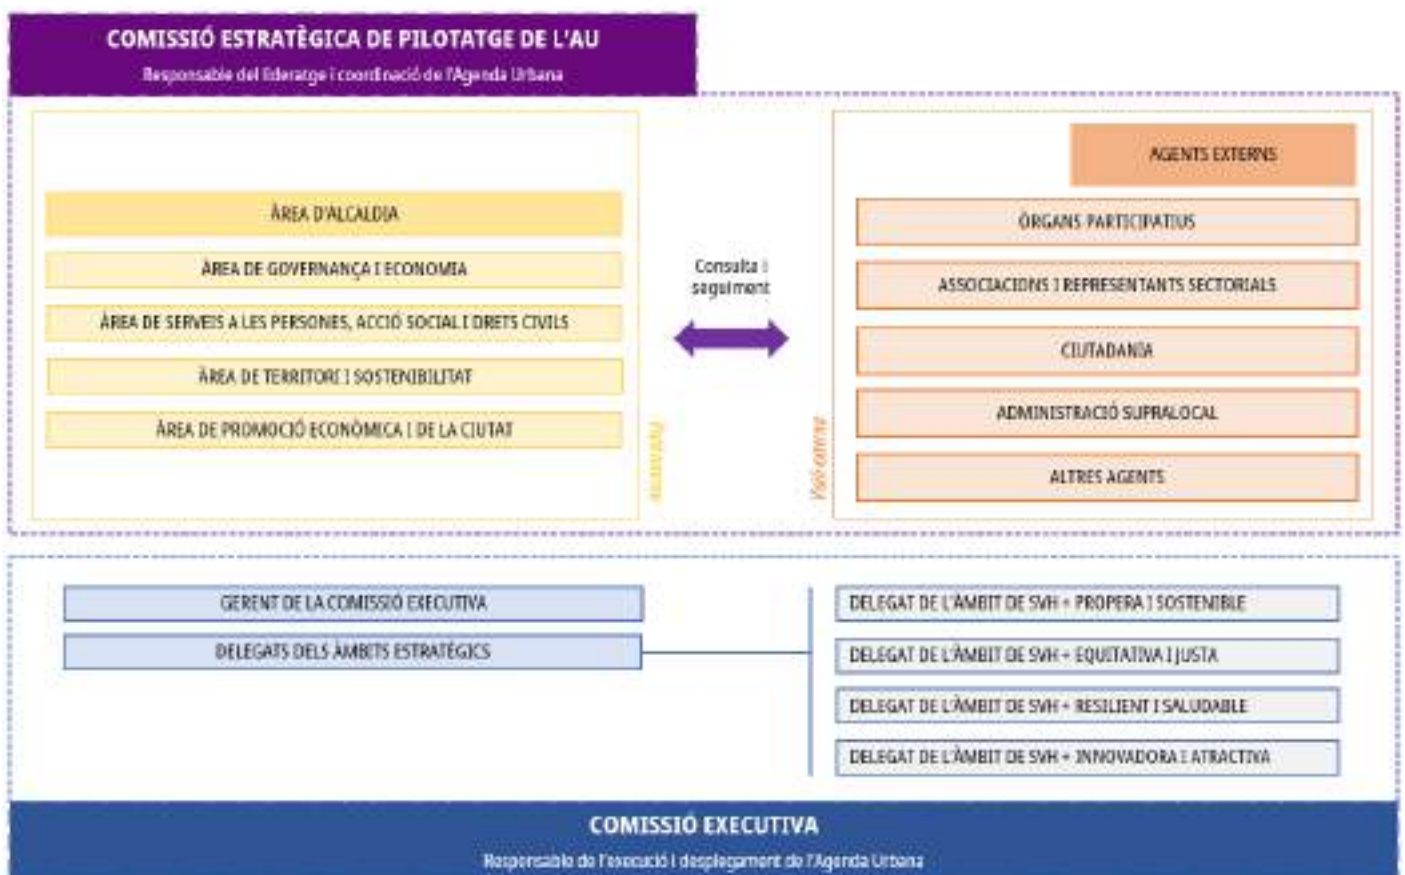 COMISSIÓ ESTRATÈGICA DE PILOTATGE DE L'AU
Responsable del lideratge i coordinació de l'Agenda Urbana
ÀREA D'ALCALDIA
ÀREA DE GOVERNANÇA I ECONOMIA
ÀREA DE SERVEIS A LES PERSONES, ACCIÓ SOCIAL I DRETS CIVILS
ÀREA DE TERRITORI I SOSTENIBILITAT
ÀREA DE PROMOCIÓ ECONÒMICA I DE LA CIUTAT
Consulta i
seguiment
AGENTS EXTERNS
ÒRGANS PARTICIPATIUS
ASSOCIACIONS I REPRESENTANTS SECTORIALS
CIUTADANIA
ADMINISTRACIÓ SUPRALOCAL
ALTRES AGENTS
Visió externa
GERENT DE LA COMISSIÓ EXECUTIVA
DELEGATS DELS ÀMBITS ESTRATÈGICS
DELEGAT DE L'ÀMBIT DE SVH + PROPERA I SOSTENIBLE
DELEGAT DE L'ÀMBIT DE SVH + EQUITATIVA I JUSTA
DELEGAT DE L'ÀMBIT DE SVH + RESILIENT I SALUDABLE
DELEGAT DE L'ÀMBIT DE SVH + INNOVADORA I ATRACTIVA
COMISSIÓ EXECUTIVA
Responsable de l'execució i desplegament de l'Agenda Urbana